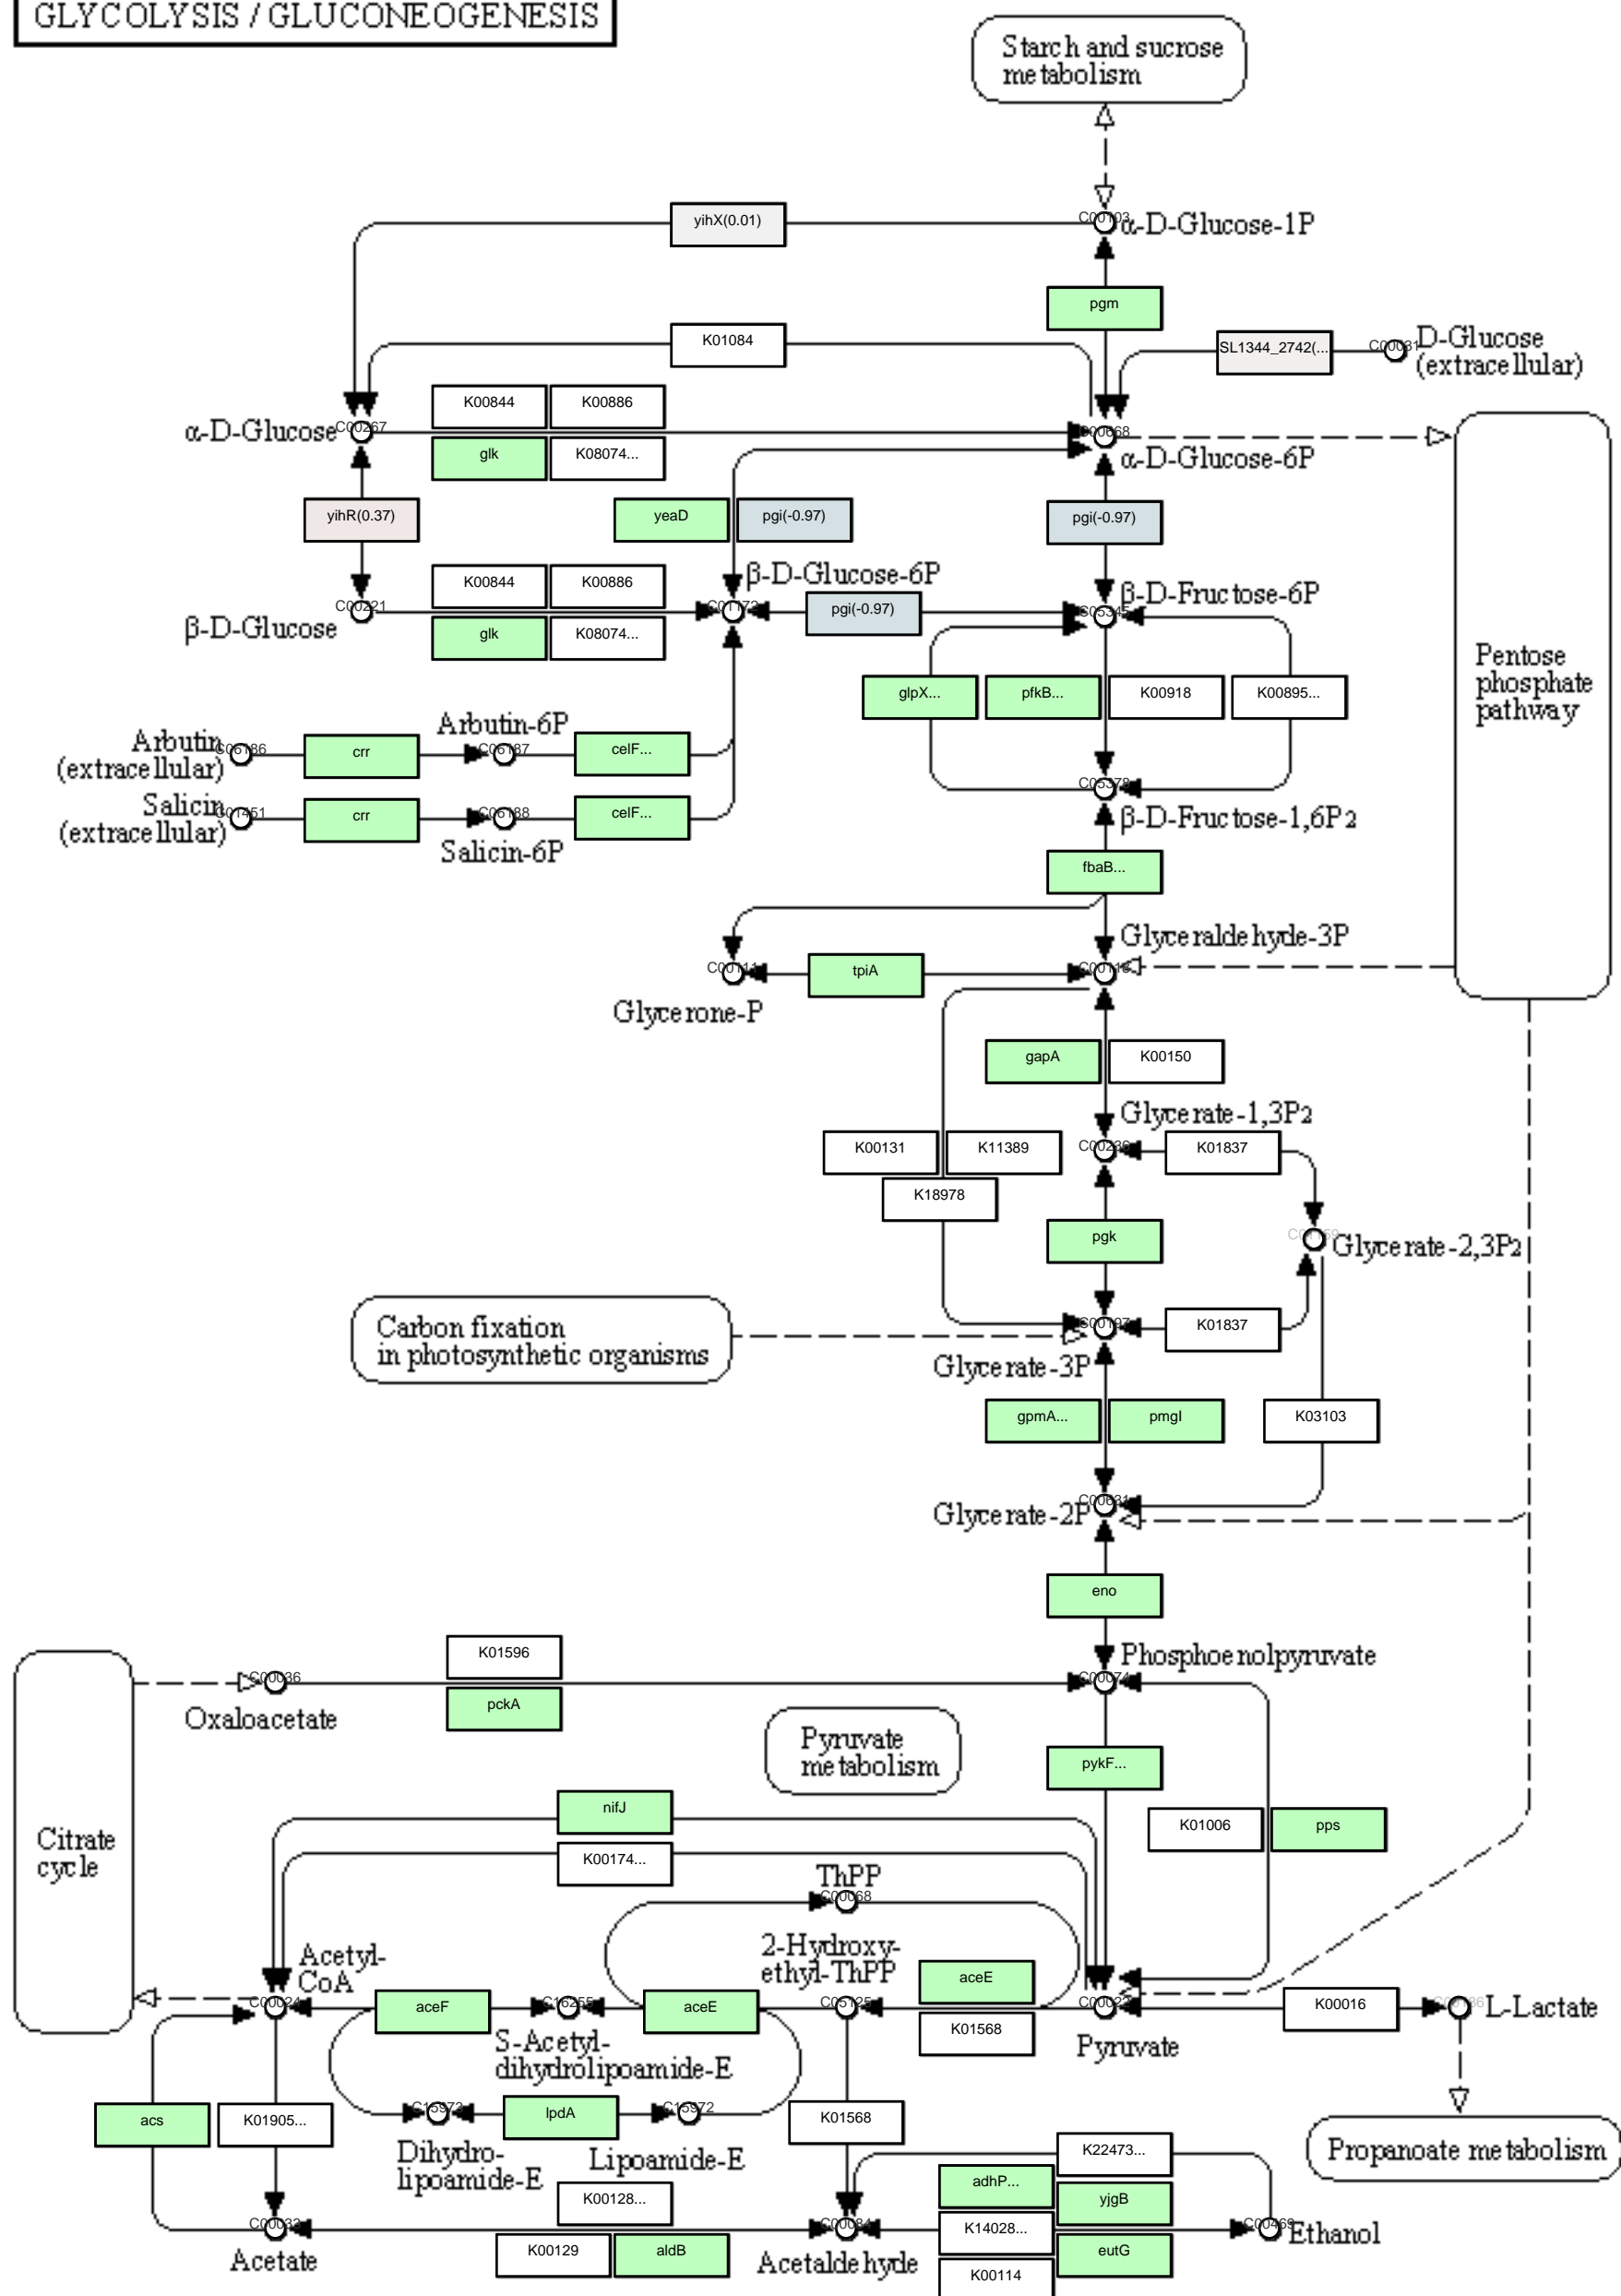 GLYCOLYSIS / GLUCONEOGENESIS
Starch and sucrose
metabolism
yihX(0.01)
C00103
α-D-Glucose-1P
pgm
K01084
SL1344_2742(...
C00031
D-Glucose
(extracellular)
K00844
K00886
α-D-Glucose
C00267
C00668
glk
K08074...
α-D-Glucose-6P
yihR(0.37)
yeaD
pgi(-0.97)
pgi(-0.97)
K00844
K00886
β-D-Glucose-6P
β-D-Fructose-6P
C00221
C01172
pgi(-0.97)
C05345
β-D-Glucose
glk
K08074...
Pentose
phosphate
pathway
glpX...
pfkB...
K00918
K00895...
Arbutin-6P
Arbutin
(extracellular)
C06186
crr
C06187
celF...
C05378
Salicin
(extracellular)
C01451
crr
C06188
celF...
β-D-Fructose-1,6P2
Salicin-6P
fbaB...
Glyceraldehyde-3P
C00111
tpiA
C00118
Glycerone-P
gapA
K00150
Glycerate-1,3P2
K00131
K11389
C00236
K01837
K18978
pgk
C01159
Glycerate-2,3P2
Carbon fixation
in photosynthetic organisms
C00197
K01837
Glycerate-3P
gpmA...
pmgI
K03103
C00631
Glycerate-2P
eno
K01596
Phosphoenolpyruvate
C00036
C00074
Oxaloacetate
pckA
Pyruvate
metabolism
pykF...
nifJ
K01006
pps
Citrate
cycle
K00174...
ThPP
C00068
Acetyl-
CoA
2-Hydroxy-
ethyl-ThPP
aceE
C00024
aceF
C16255
aceE
C05125
C00022
K00016
C00186
L-Lactate
K01568
S-Acetyl-
dihydrolipoamide-E
Pyruvate
acs
K01905...
C15973
lpdA
C15972
K01568
Dihydro-
lipoamide-E
Lipoamide-E
K22473...
Propanoate metabolism
adhP...
K00128...
yjgB
C00033
C00084
K14028...
C00469
Ethanol
Acetate
K00129
aldB
Acetaldehyde
eutG
K00114